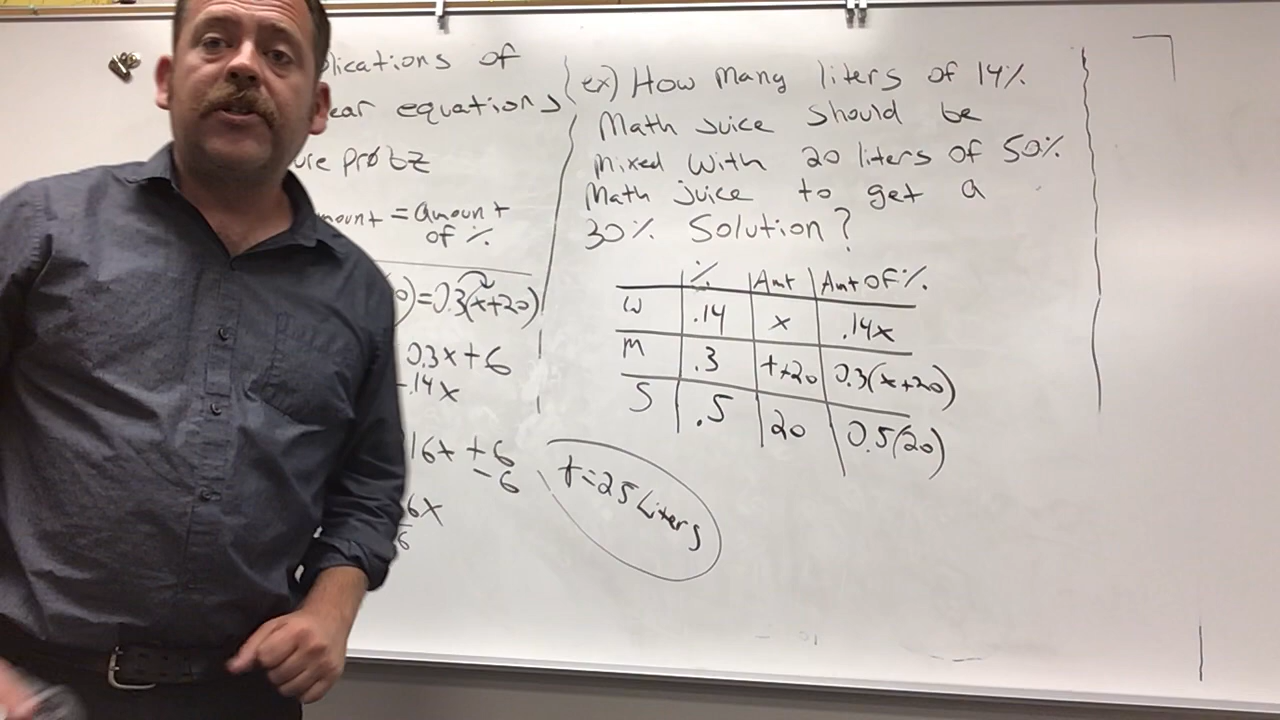 lications of
ear equations
ure probz
mount = amount
of %
0)=0.3(x+20)
0.3x+6
-.14x
16x+6
-6
6x
6
ex) How many liters of 14%
Math juice should be
mixed with 20 liters of 50%
Math juice to get a
30% Solution?
% Amt Amt of %
W .14 x .14x
M .3 x+20 0.3(x+20)
S .5 20 0.5(20)
x=25 Liters